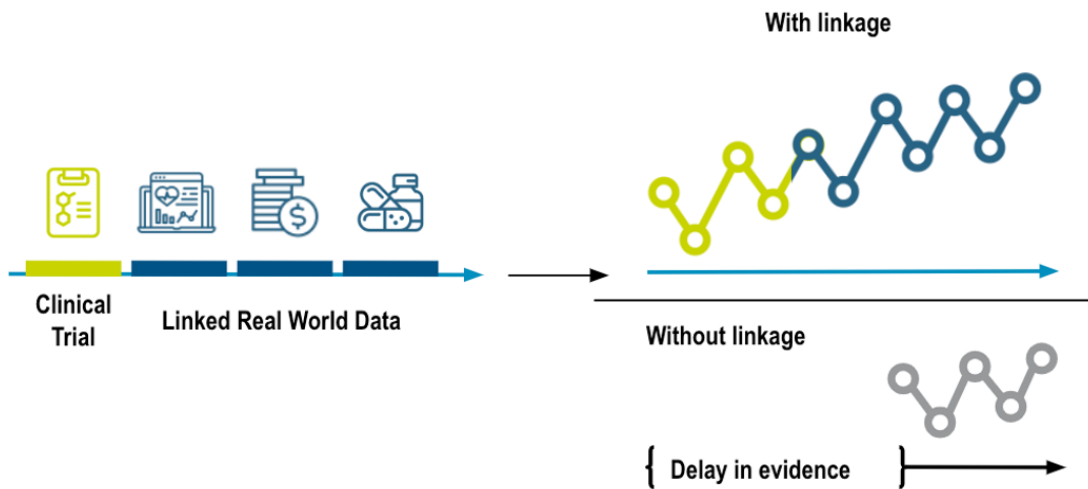 With linkage
$
Clinical
Trial
Linked Real World Data
Without linkage
{ Delay in evidence }